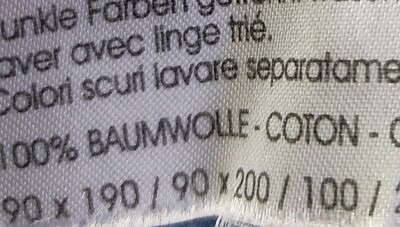 unkle Farben
aver avec linge trié.
Colori scuri lavare separatame
100% BAUMWOLLE - COTON - C
90 x 190 / 90 x 200 / 100 /